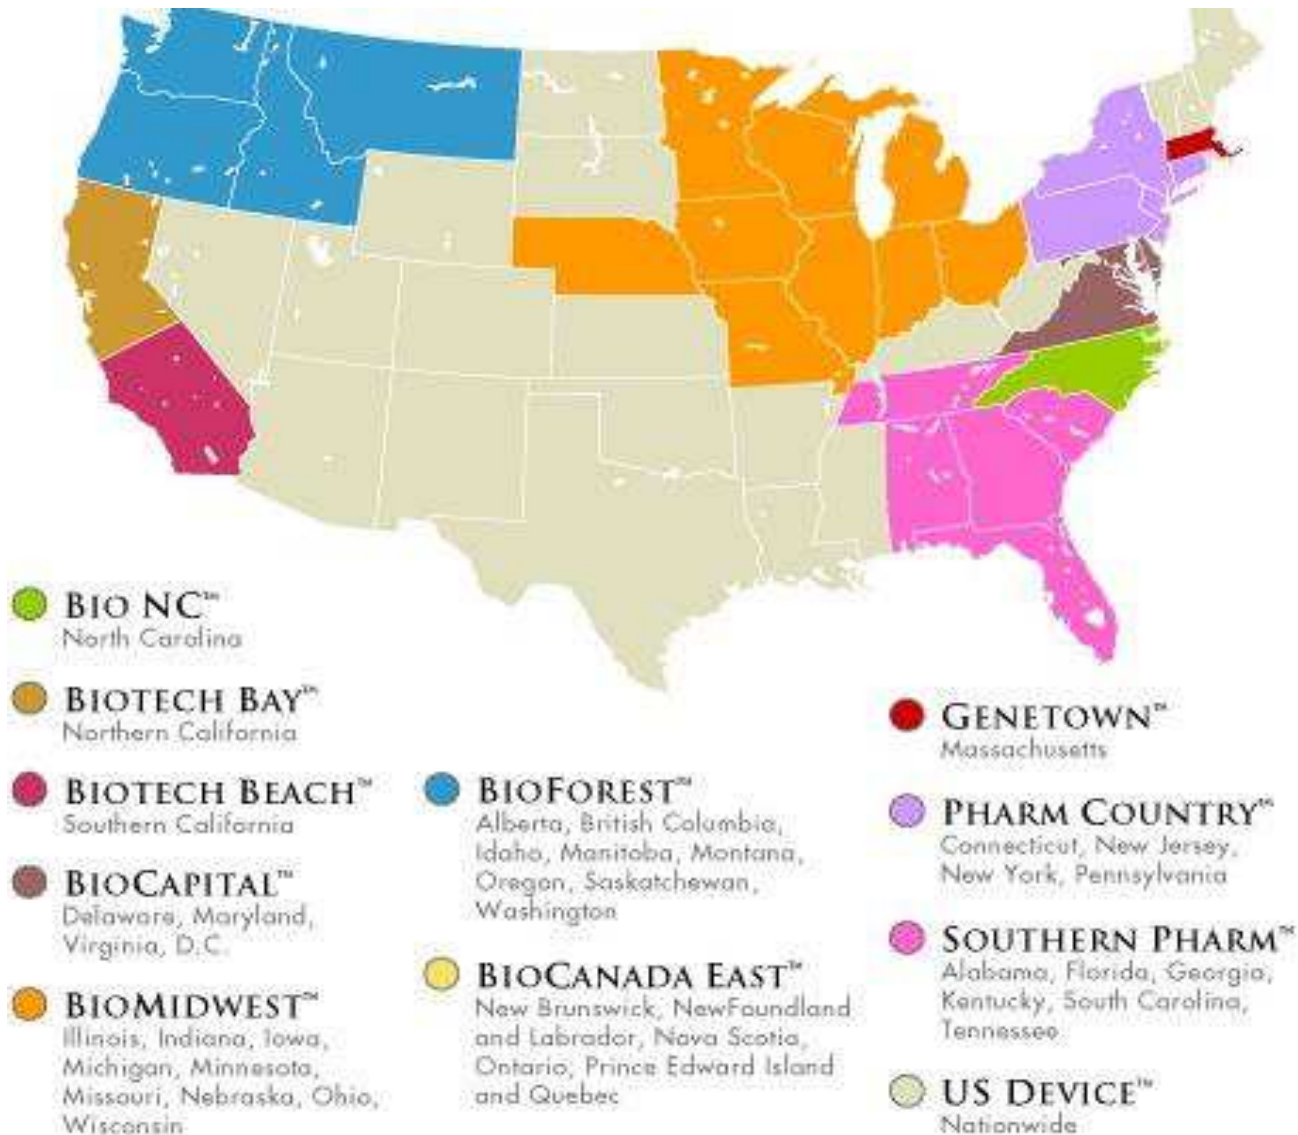 BIO NC™
North Carolina
BIOTECH BAY™
Northern California
BIOTECH BEACH™
Southern California
BIOCAPITAL™
Delaware, Maryland,
Virginia, D.C.
BIOMIDWEST™
Illinois, Indiana, Iowa,
Michigan, Minnesota,
Missouri, Nebraska, Ohio,
Wisconsin
BIOFOREST™
Alberta, British Columbia,
Idaho, Manitoba, Montana,
Oregon, Saskatchewan,
Washington
BIOCANADA EAST™
New Brunswick, NewFoundland
and Labrador, Nova Scotia,
Ontario, Prince Edward Island
and Quebec
GENETOWN™
Massachusetts
PHARM COUNTRY™
Connecticut, New Jersey,
New York, Pennsylvania
SOUTHERN PHARM™
Alabama, Florida, Georgia,
Kentucky, South Carolina,
Tennessee
US DEVICE™
Nationwide